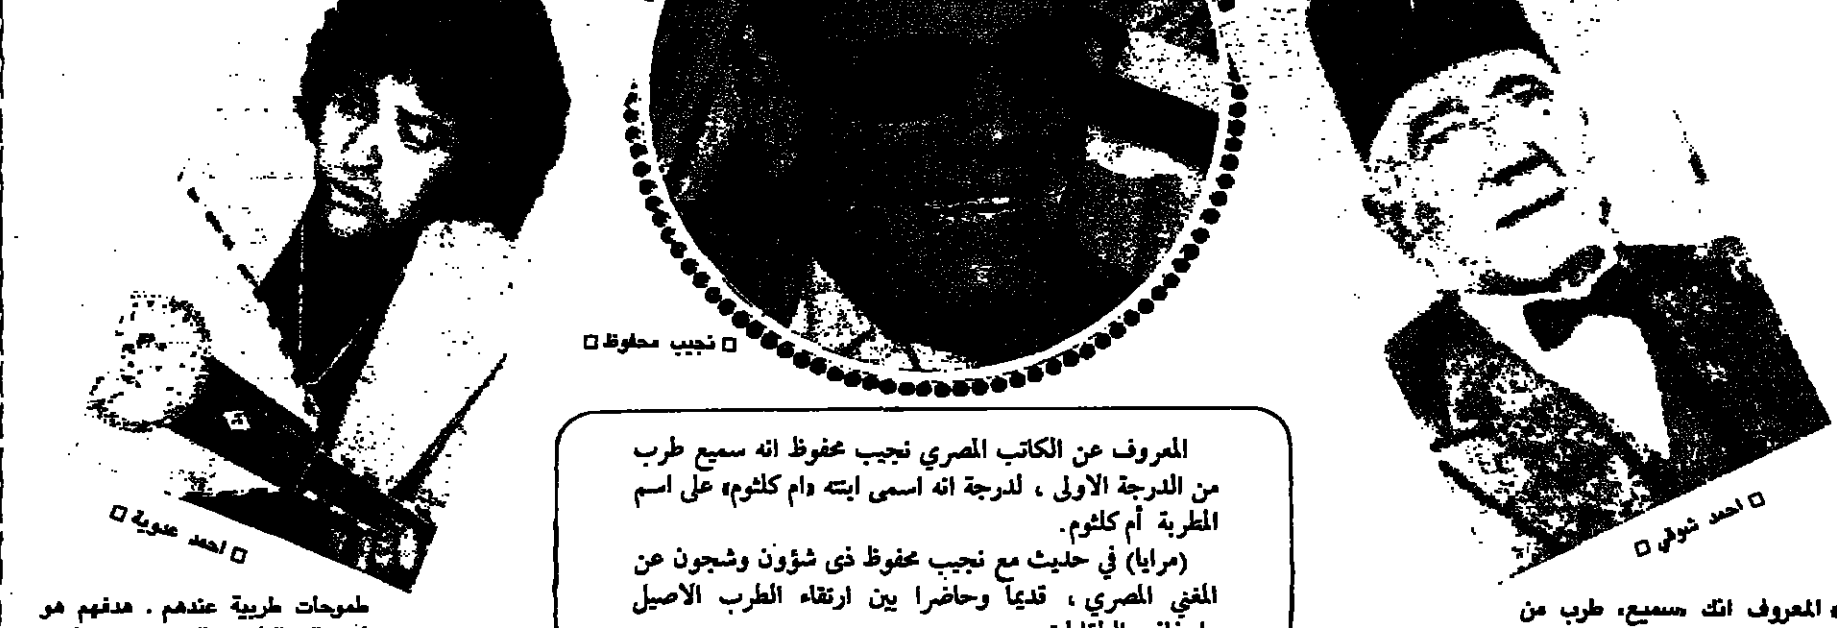 □ نجيب محفوظ □
□ احمد عدوية □
□ احمد شوقي □
المعروف عن الكاتب المصري نجيب محفوظ انه سميع طرب
من الدرجة الاولى ، لدرجة انه اسمى ابنته «ام كلثوم» على اسم
المطربة أم كلثوم.
(مرايا) في حديث مع نجيب محفوظ ذى شؤون وشجون عن
المغني المصري ، قديماً وحاضرا بين ارتقاء الطرب الاصيل
المعروف انك «سميع» طرب من
طموحات طربية عندهم . هدفهم هو